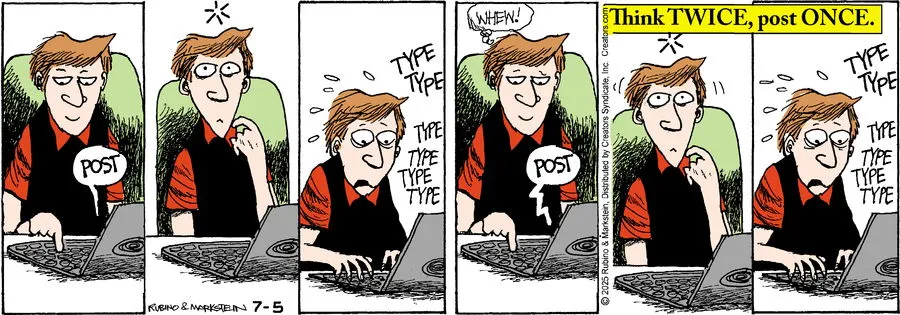 POST
RUBINO & MARKSTEIN 7-5
TYPE
TYPE
TYPE
TYPE
TYPE
TYPE
WHEW!
POST
© 2025 Rubino & Markstein, Distributed by Creators Syndicate, Inc. Creators.com
Think TWICE, post ONCE.
TYPE
TYPE
TYPE
TYPE
TYPE
TYPE